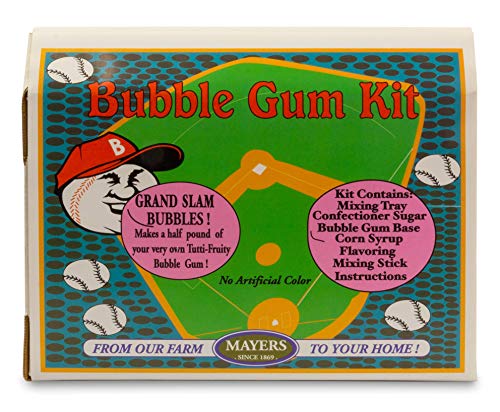 Bubble Gum Kit
B
GRAND SLAM
BUBBLES !
Makes a half pound of
your very own Tutti-Fruity
Bubble Gum !
Kit Contains:
Mixing Tray
Confectioner Sugar
Bubble Gum Base
Corn Syrup
Flavoring
Mixing Stick
Instructions
No Artificial Color
FROM OUR FARM
MAYERS
- SINCE 1869 -
TO YOUR HOME !